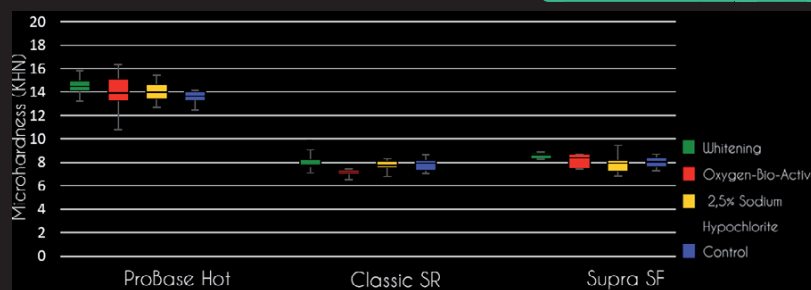 20
18
16
14
12
10
8
6
4
2
0
Microhardness (KHN)
ProBase Hot
Classic SR
Supra SF
Whitening
Oxygen-Bio-Activ
2,5% Sodium
Hypochlorite
Control